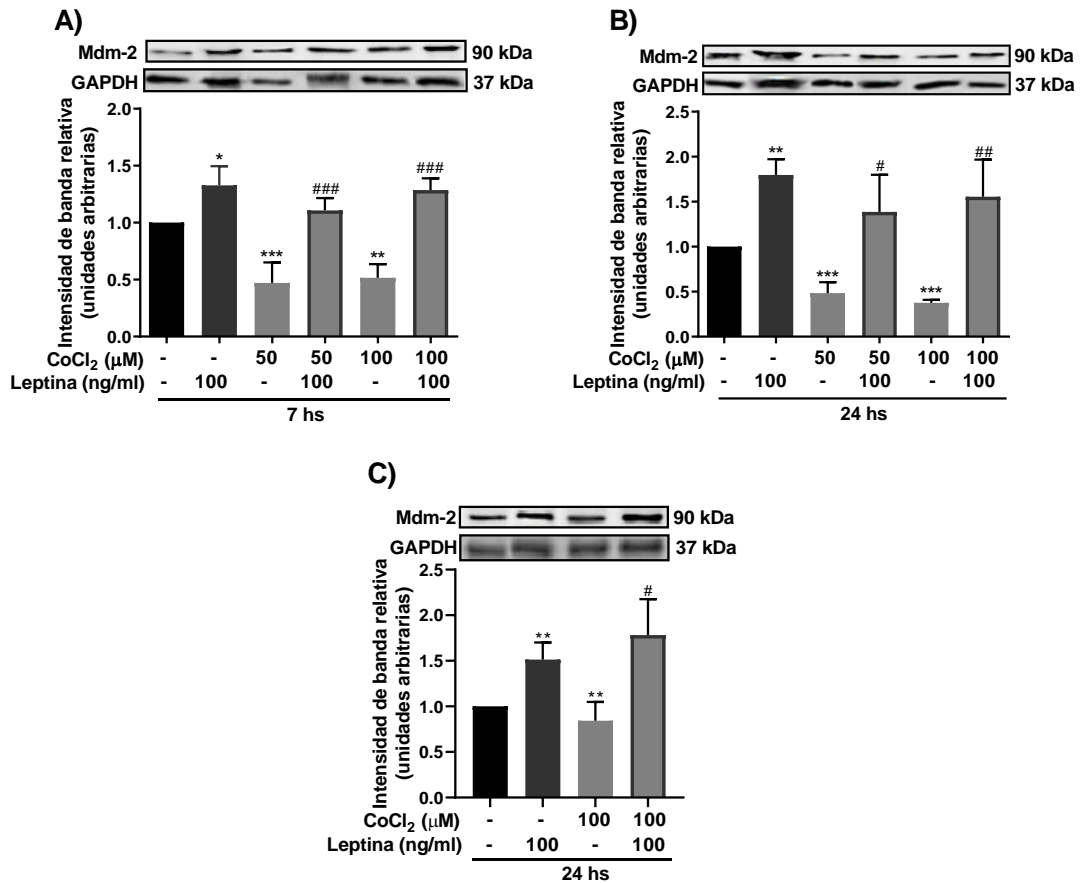 A)
Mdm-2 90 kDa
GAPDH 37 kDa
Intensidad de banda relativa
(unidades arbitrarias)
2.0
1.5
1.0
0.5
0.0
* *** ### ** ###
CoCl₂ (μM) - - 50 50 100 100
Leptina (ng/ml) - 100 - 100 - 100
7 hs
B)
Mdm-2 90 kDa
GAPDH 37 kDa
Intensidad de banda relativa
(unidades arbitrarias)
2.5
2.0
1.5
1.0
0.5
0.0
** *** # *** ##
CoCl₂ (μM) - - 50 50 100 100
Leptina (ng/ml) - 100 - 100 - 100
24 hs
C)
Mdm-2 90 kDa
GAPDH 37 kDa
Intensidad de banda relativa
(unidades arbitrarias)
2.5
2.0
1.5
1.0
0.5
0.0
** ** #
CoCl₂ (μM) - - 100 100
Leptina (ng/ml) - 100 - 100
24 hs